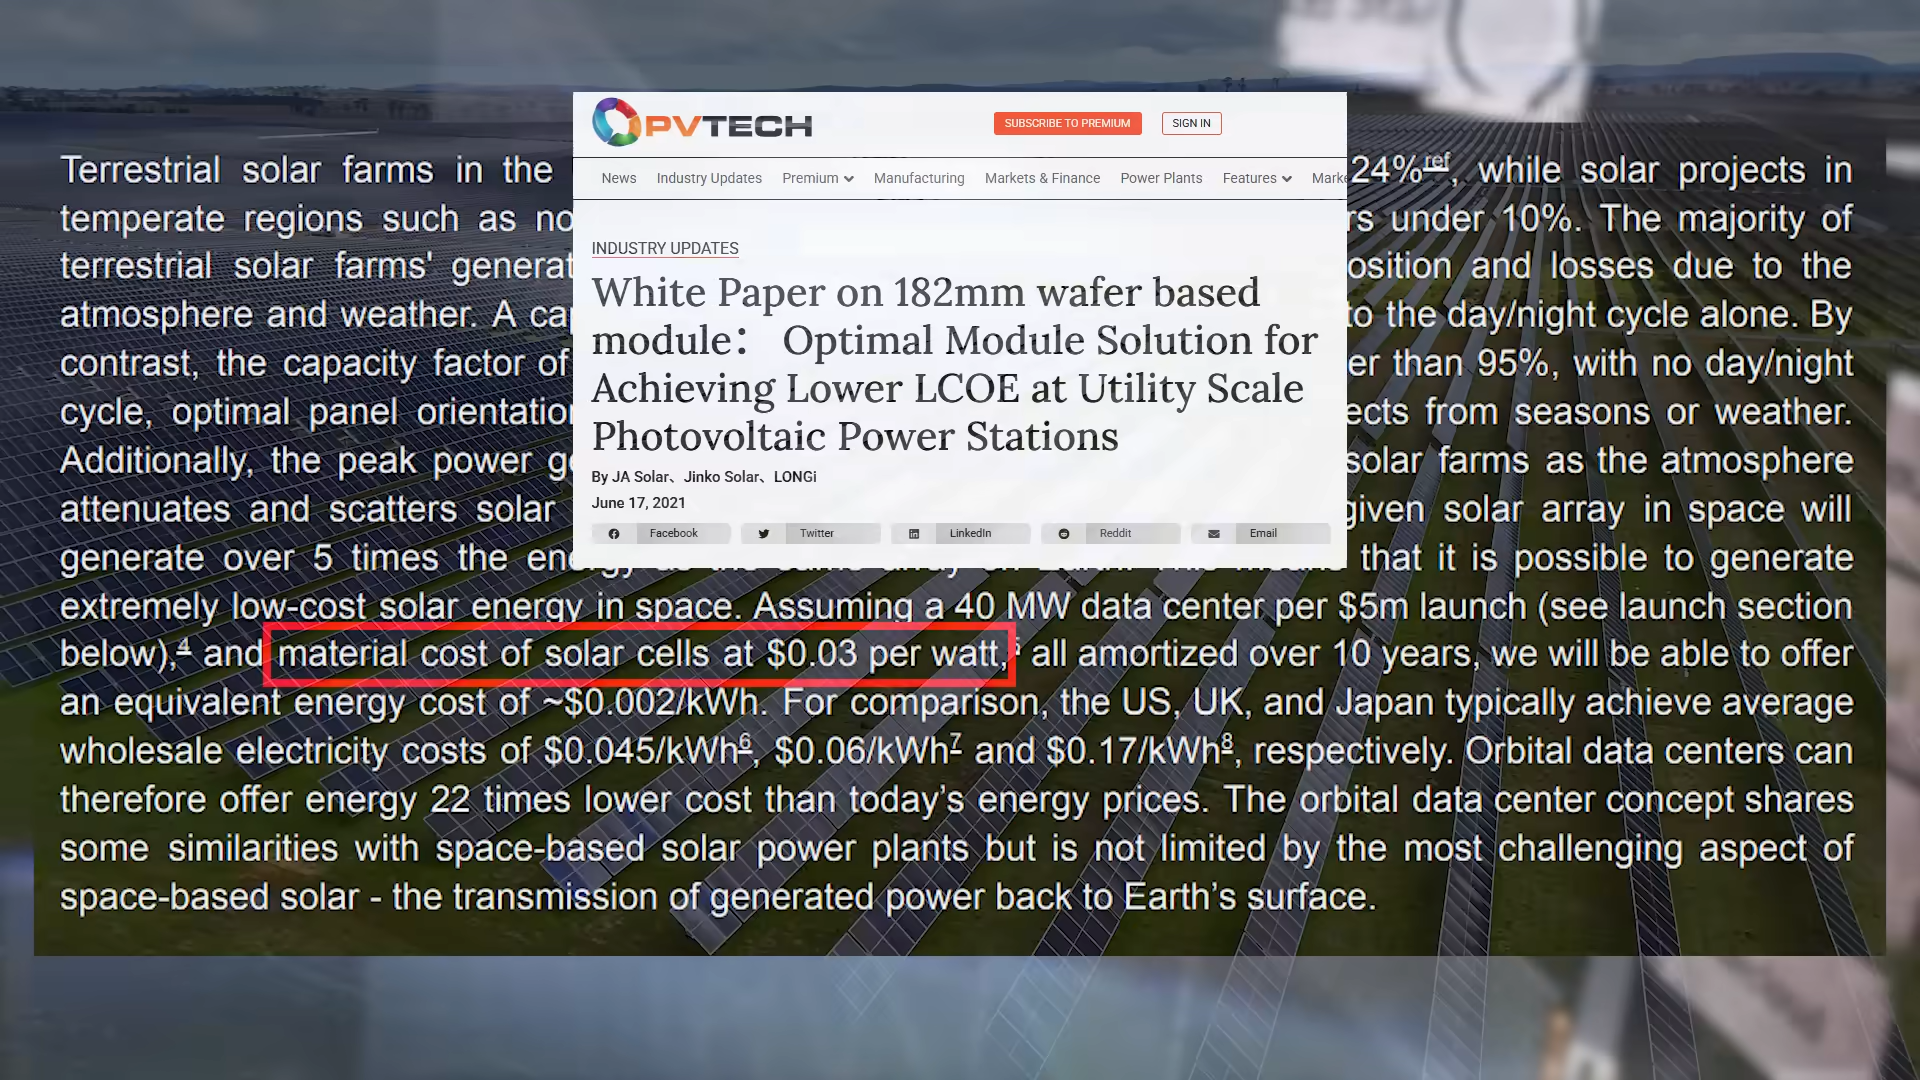 PVTECH
SUBSCRIBE TO PREMIUM SIGN IN
News Industry Updates Premium Manufacturing Markets & Finance Power Plants Features
INDUSTRY UPDATES
White Paper on 182mm wafer based
module： Optimal Module Solution for
Achieving Lower LCOE at Utility Scale
Photovoltaic Power Stations
By JA Solar、Jinko Solar、LONGi
June 17, 2021
Facebook Twitter LinkedIn Reddit Email
Terrestrial solar farms in the 24%ref, while solar projects in
temperate regions such as under 10%. The majority of
terrestrial solar farms' and losses due to the
atmosphere and weather. A to the day/night cycle alone. By
contrast, the capacity factor of than 95%, with no day/night
cycle, optimal panel from seasons or weather.
Additionally, the peak power solar farms as the atmosphere
attenuates and scatters solar given solar array in space will
generate over 5 times the that it is possible to generate
extremely low-cost solar energy in space. Assuming a 40 MW data center per $5m launch (see launch section
below),4 and material cost of solar cells at $0.03 per watt, all amortized over 10 years, we will be able to offer
an equivalent energy cost of ~$0.002/kWh. For comparison, the US, UK, and Japan typically achieve average
wholesale electricity costs of $0.045/kWh6, $0.06/kWh7 and $0.17/kWh8, respectively. Orbital data centers can
therefore offer energy 22 times lower cost than today’s energy prices. The orbital data center concept shares
some similarities with space-based solar power plants but is not limited by the most challenging aspect of
space-based solar - the transmission of generated power back to Earth’s surface.